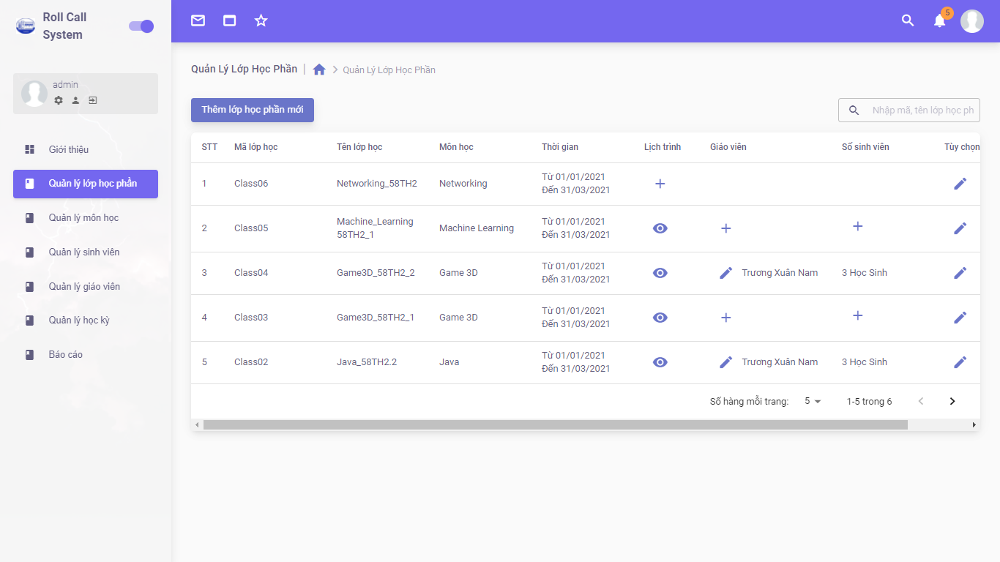 Roll Call
System
5
admin
Giới thiệu
Quản lý lớp học phần
Quản lý môn học
Quản lý sinh viên
Quản lý giáo viên
Quản lý học kỳ
Báo cáo
Quản Lý Lớp Học Phần | Quản Lý Lớp Học Phần
Thêm lớp học phần mới
Nhập mã, tên lớp học ph
STT Mã lớp học Tên lớp học Môn học Thời gian Lịch trình Giáo viên Số sinh viên Tùy chọn
1 Class06 Networking_58TH2 Networking Từ 01/01/2021
Đến 31/03/2021
2 Class05 Machine_Learning
58TH2_1 Machine Learning Từ 01/01/2021
Đến 31/03/2021
3 Class04 Game3D_58TH2_2 Game 3D Từ 01/01/2021
Đến 31/03/2021 Trương Xuân Nam 3 Học Sinh
4 Class03 Game3D_58TH2_1 Game 3D Từ 01/01/2021
Đến 31/03/2021
5 Class02 Java_58TH2.2 Java Từ 01/01/2021
Đến 31/03/2021 Trương Xuân Nam 3 Học Sinh
Số hàng mỗi trang: 5 1-5 trong 6